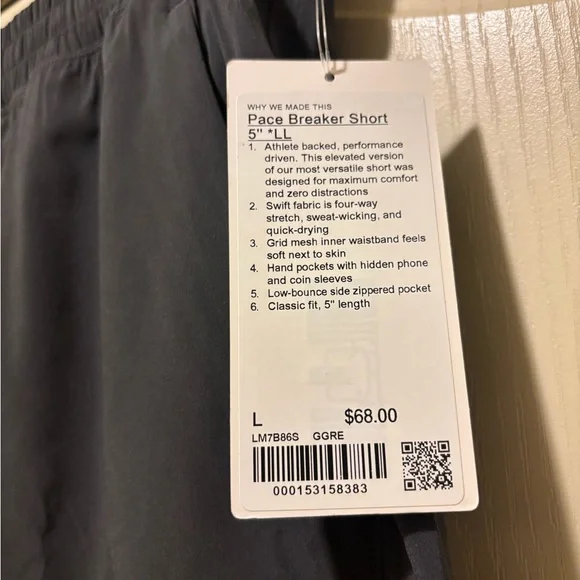 WHY WE MADE THIS
Pace Breaker Short
5" *LL
1. Athlete backed, performance
driven. This elevated version
of our most versatile short was
designed for maximum comfort
and zero distractions
2. Swift fabric is four-way
stretch, sweat-wicking, and
quick-drying
3. Grid mesh inner waistband feels
soft next to skin
4. Hand pockets with hidden phone
and coin sleeves
5. Low-bounce side zippered pocket
6. Classic fit, 5" length
L $68.00
LM7B86S GGRE
000153158383